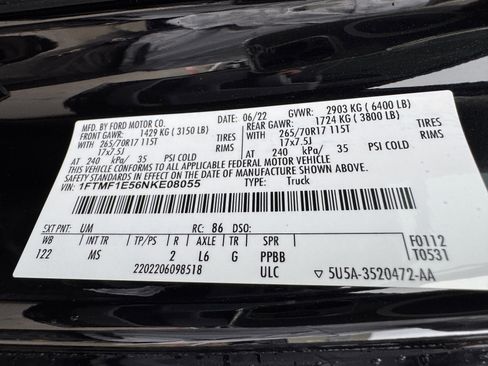 MFD. BY FORD MOTOR CO. 06/22 GVWR: 2903 KG ( 6400 LB)
FRONT GAWR: 1429 KG ( 3150 LB) REAR GAWR: 1724 KG ( 3800 LB)
WITH 265/70R17 115T TIRES WITH 265/70R17 115T TIRES
17x7.5J RIMS 17x7.5J RIMS
AT 240 kPa/ 35 PSI COLD AT 240 kPa/ 35 PSI COLD
THIS VEHICLE CONFORMS TO ALL APPLICABLE FEDERAL MOTOR VEHICLE
SAFETY STANDARDS IN EFFECT ON THE DATE OF MANUFACTURE SHOWN ABOVE.
VIN: 1FTMF1E56NKE08055 TYPE: Truck
EXT PNT: UM RC: 86 DSO:
WB INT TR TP/PS R AXLE TR SPR F0112
122 MS 2 L6 G PPBB T0531
2202206098518 ULC 5U5A-3520472-AA